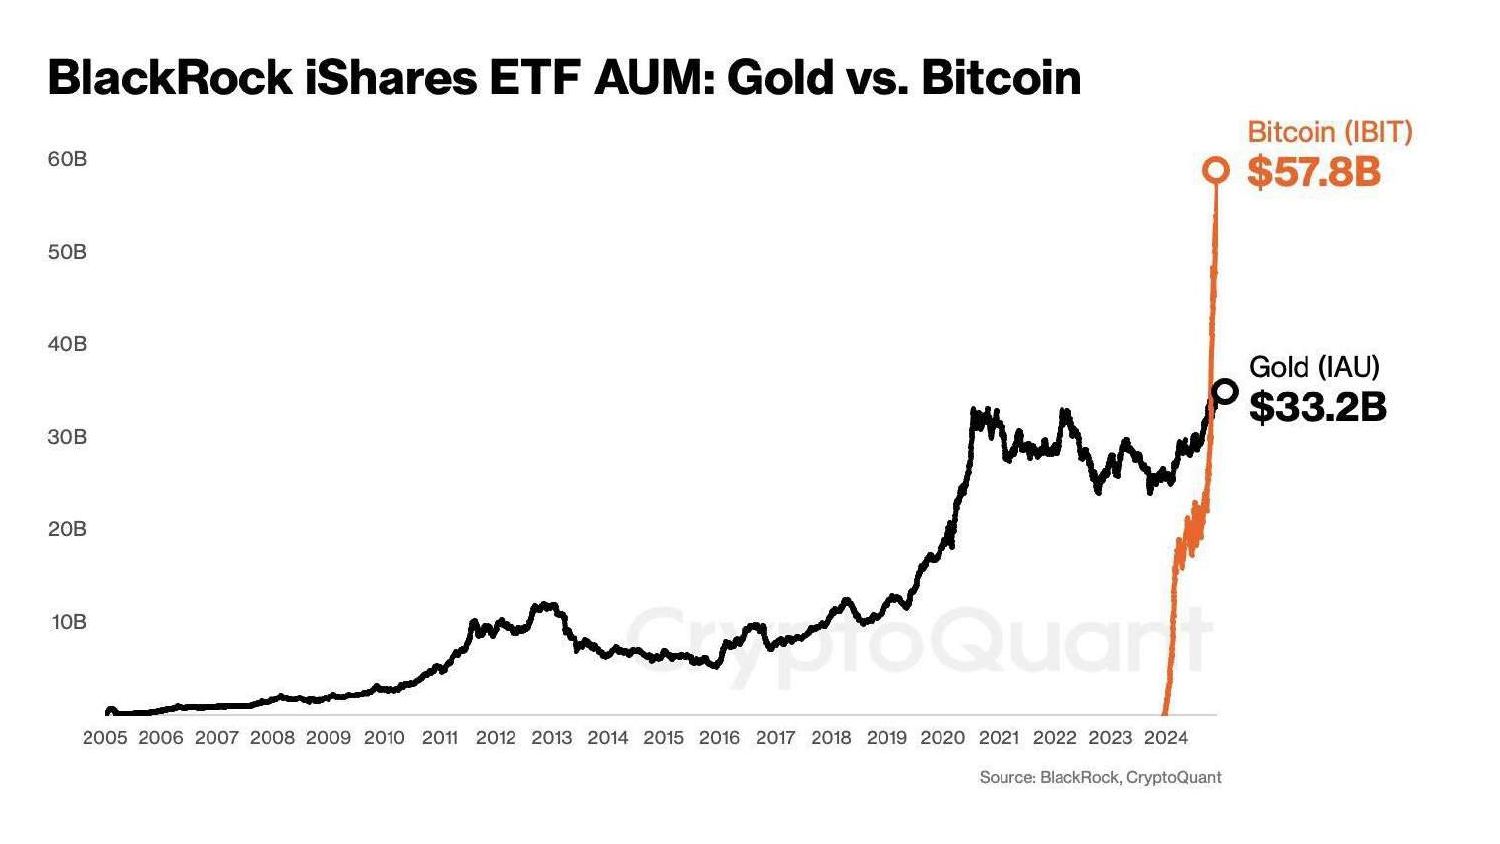 BlackRock iShares ETF AUM: Gold vs. Bitcoin
Bitcoin (IBIT)
$57.8B
60B
50B
40B
Gold (IAU)
$33.2B
30B
20B
10B
CryptoQuant
2005 2006 2007 2008 2009 2010 2011 2012 2013 2014 2015 2016 2017 2018 2019 2020 2021 2022 2023 2024
Source: BlackRock, CryptoQuant